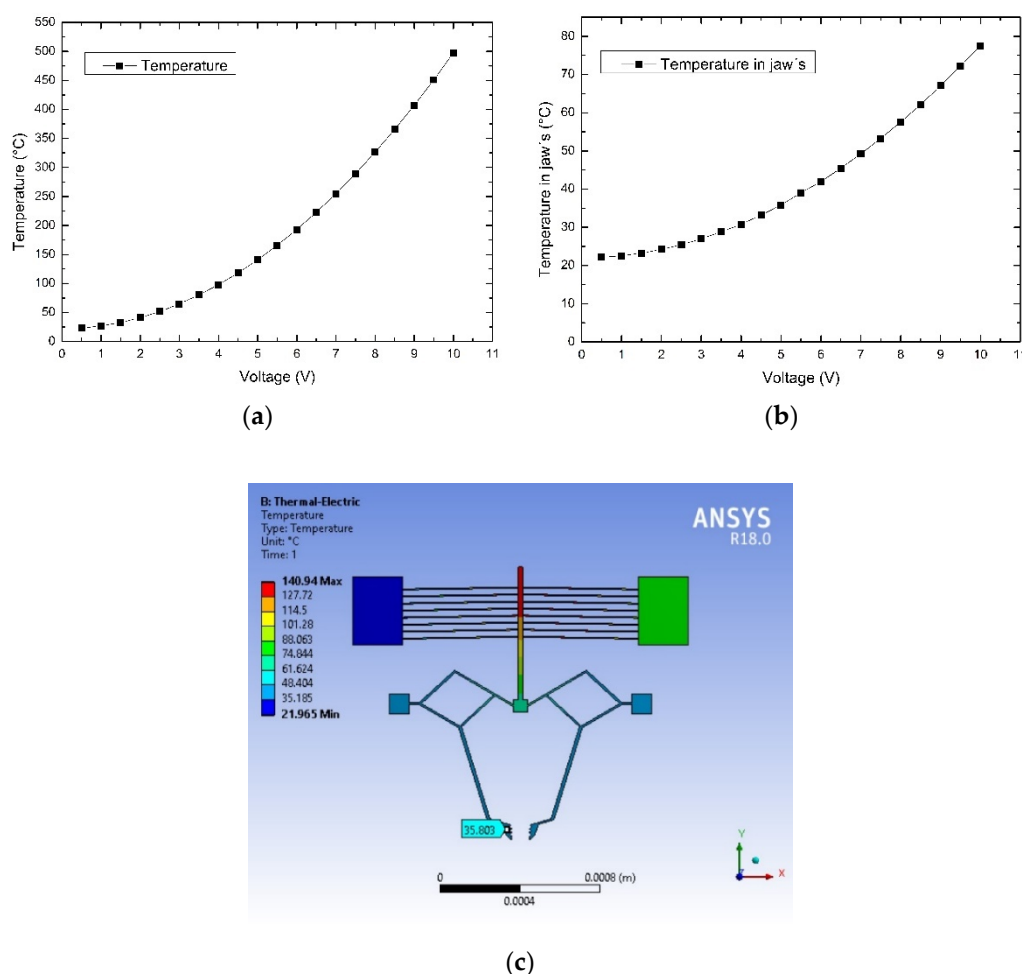 550
500
450
400
350
300
250
200
150
100
50
0
Temperature (°C)
Temperature
0 1 2 3 4 5 6 7 8 9 10 11
Voltage (V)
(a)
80
70
60
50
40
30
20
10
0
Temperature in jaw´s (°C)
Temperature in jaw´s
0 1 2 3 4 5 6 7 8 9 10 11
Voltage (V)
(b)
B: Thermal-Electric
Temperature
Type: Temperature
Unit: °C
Time: 1
ANSYS
R18.0
140.94 Max
127.72
114.5
101.28
88.063
74.844
61.624
48.404
35.185
21.965 Min
35.803
0 0.0008 (m)
0.0004
Y
X
(c)